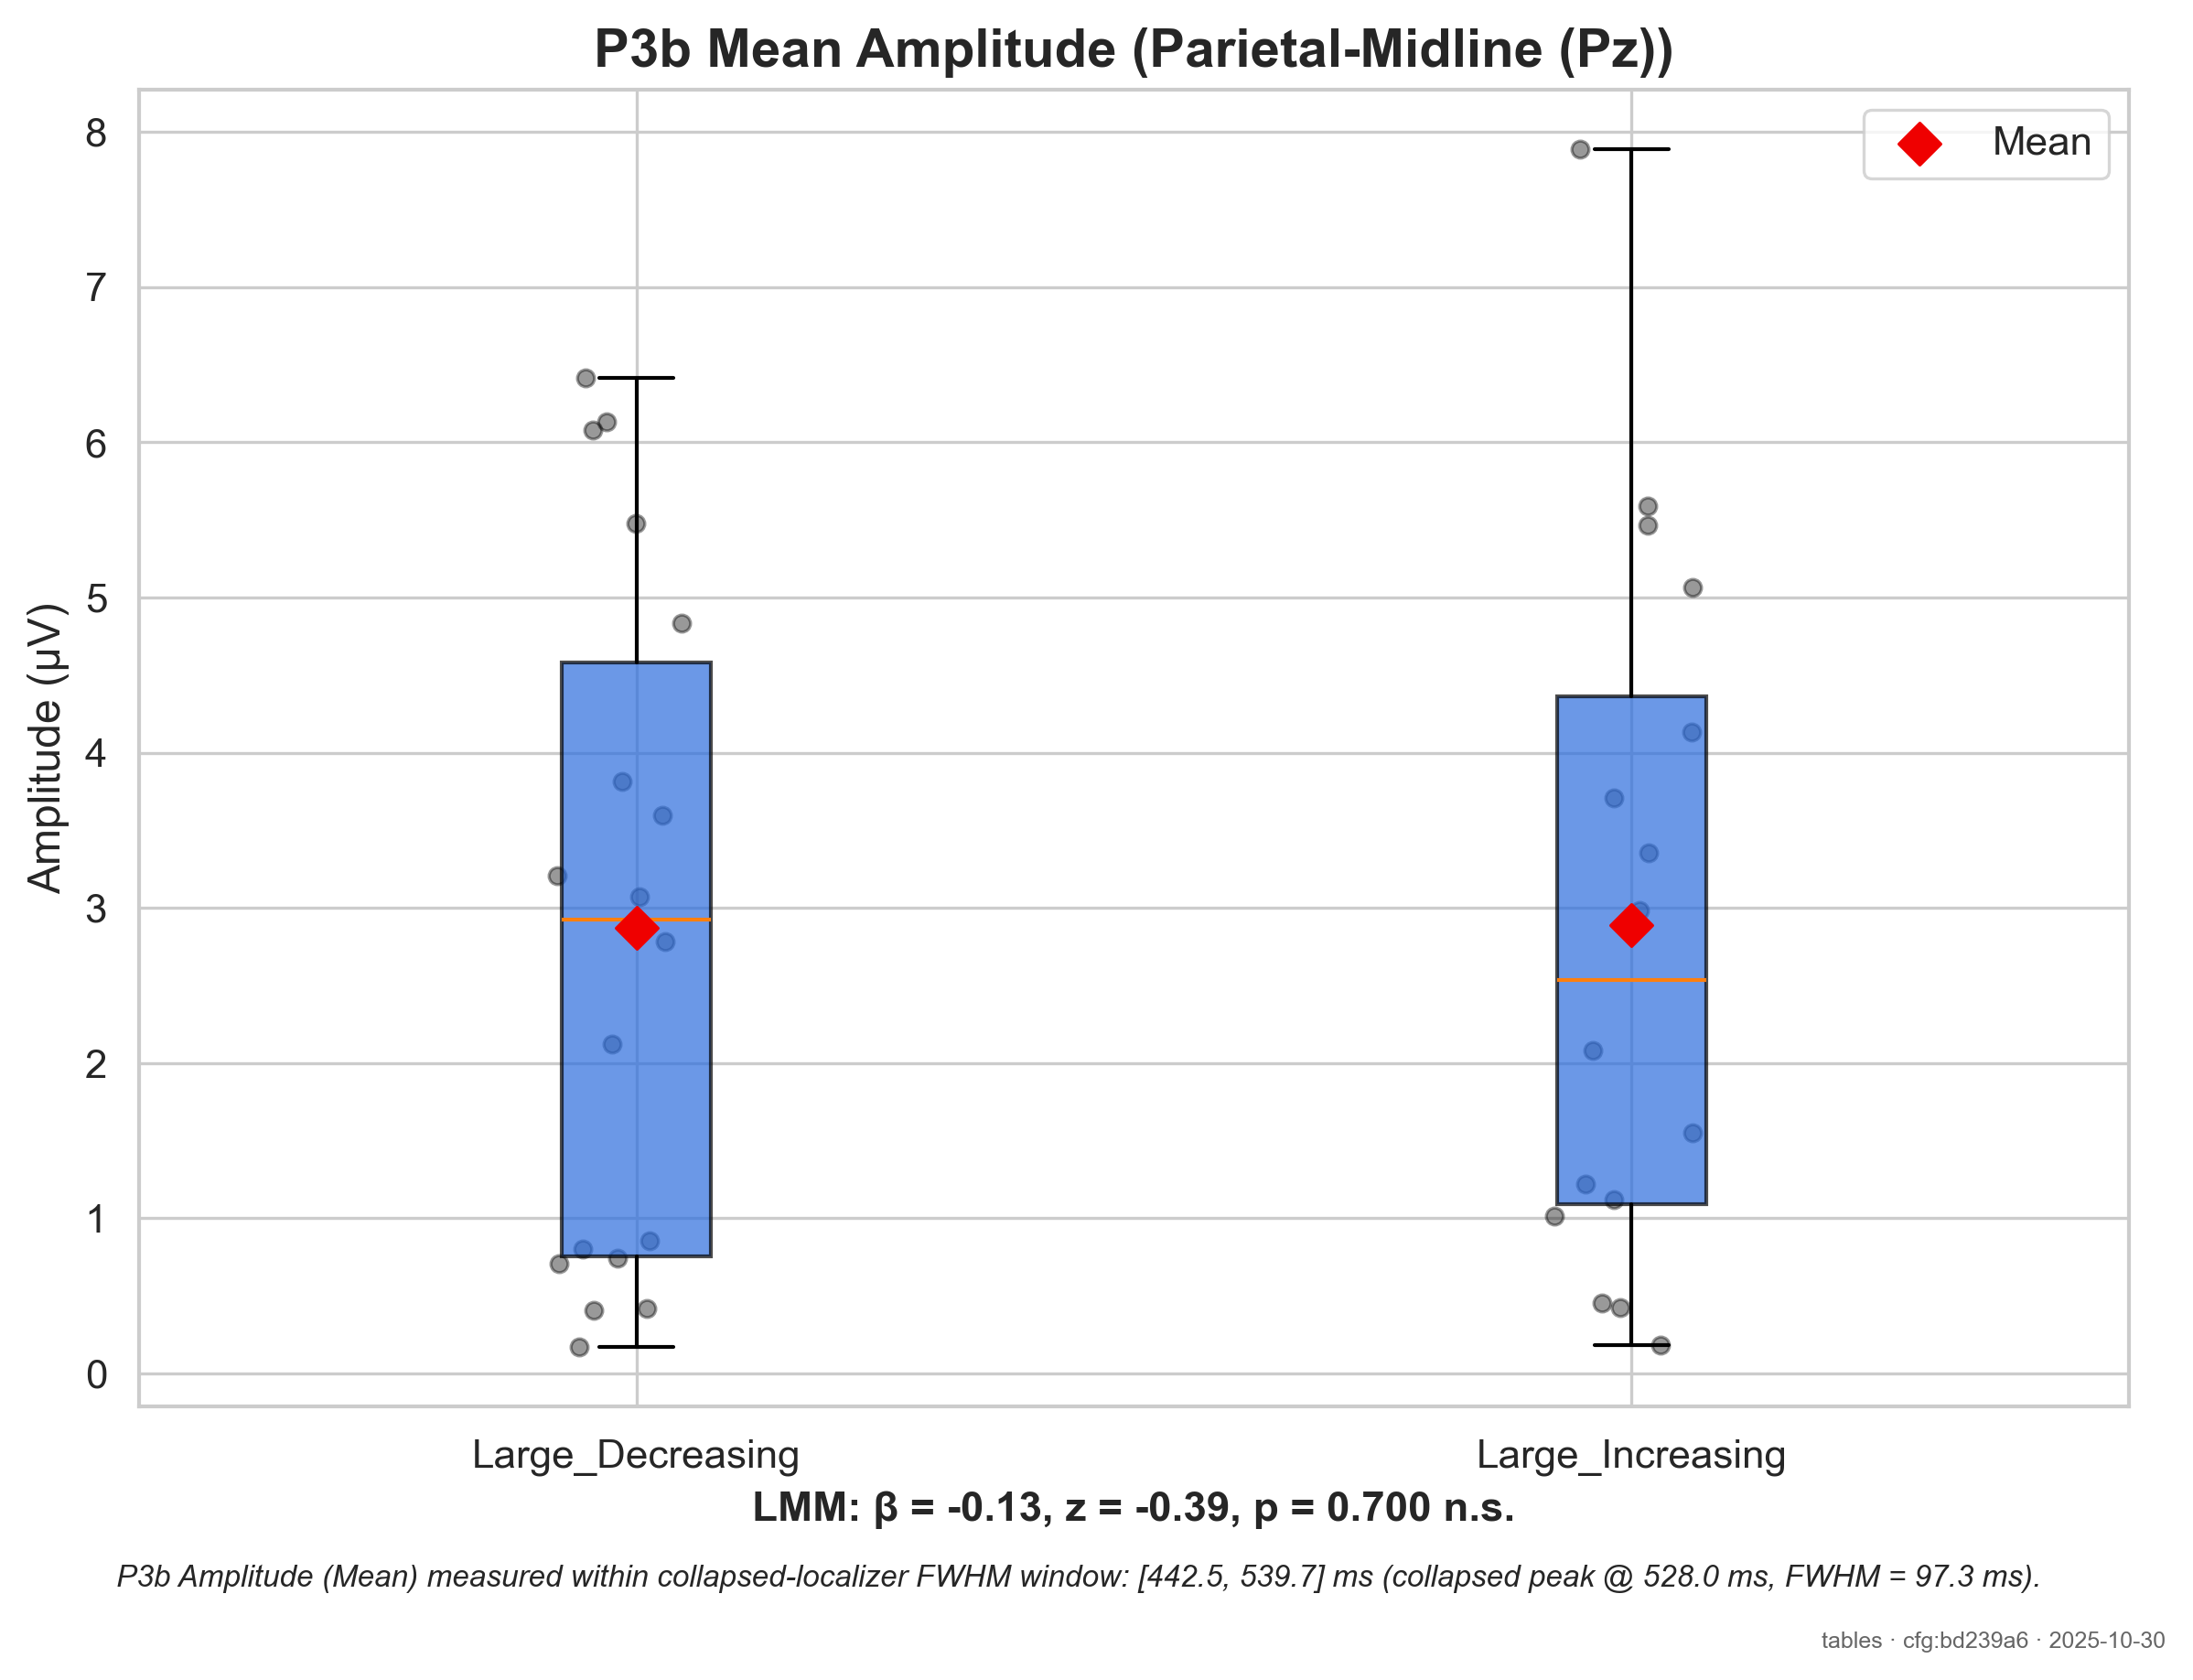 P3b Mean Amplitude (Parietal-Midline (Pz))
Mean
8
7
6
5
4
3
2
1
0
Amplitude (µV)
Large_Decreasing
Large_Increasing
LMM: β = -0.13, z = -0.39, p = 0.700 n.s.
P3b Amplitude (Mean) measured within collapsed-localizer FWHM window: [442.5, 539.7] ms (collapsed peak @ 528.0 ms, FWHM = 97.3 ms).
tables · cfg:bd239a6 · 2025-10-30